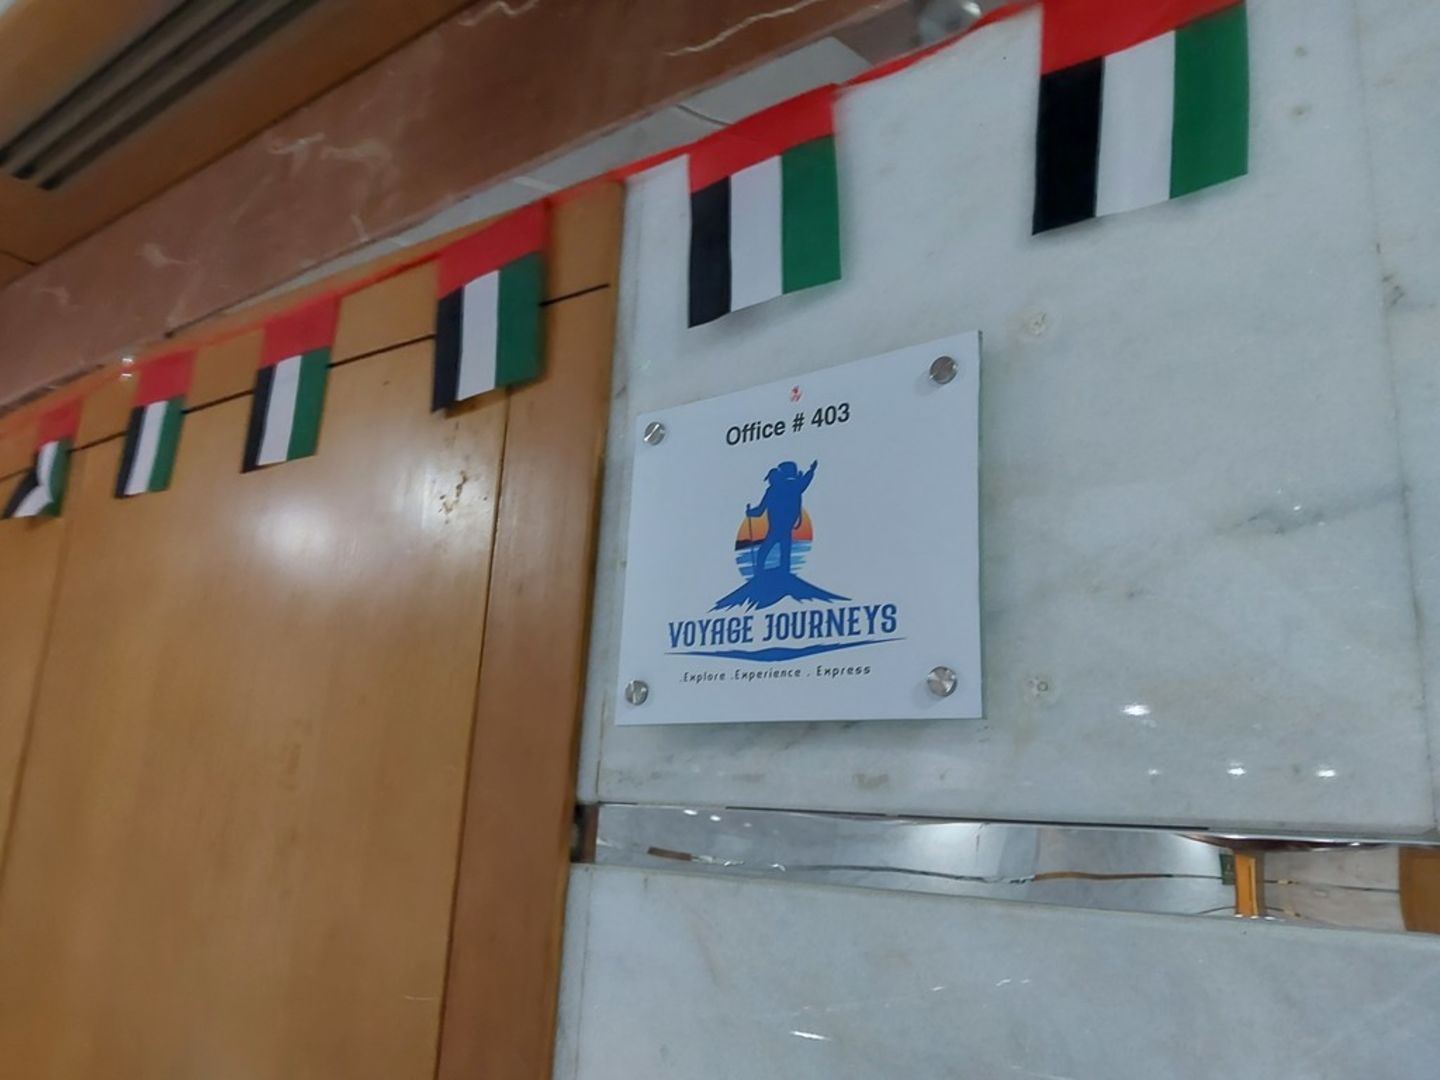 Office # 403
VOYAGE JOURNEYS
.Explore .Experience . Express